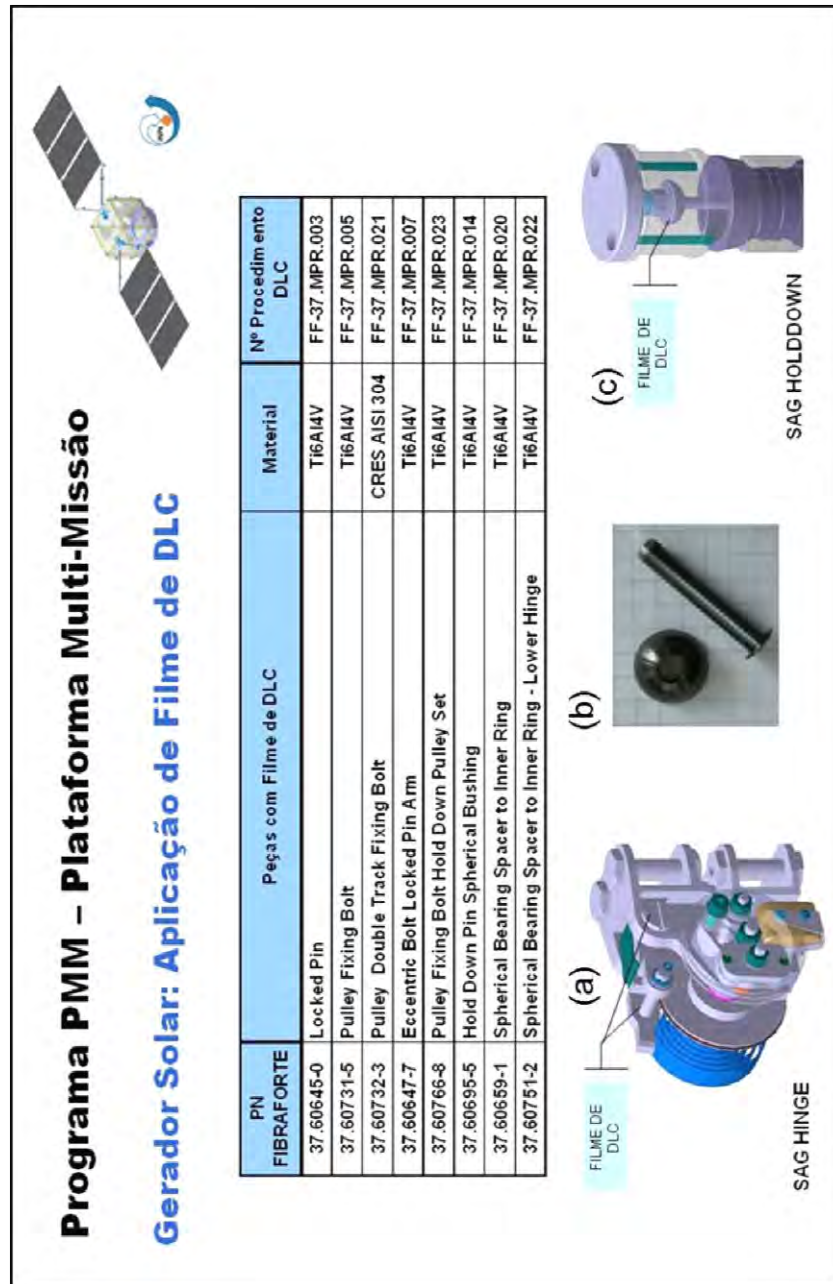 Programa PMM – Plataforma Multi-Missão
Gerador Solar: Aplicação de Filme de DLC
PN FIBRAFORTE Peças com Filme de DLC Material Nº Procedimento DLC
37.60645-0 Locked Pin Ti6Al4V FF-37.MPR.003
37.60731-5 Pulley Fixing Bolt Ti6Al4V FF-37.MPR.005
37.60732-3 Pulley Double Track Fixing Bolt CRES AISI 304 FF-37.MPR.021
37.60647-7 Eccentric Bolt Locked Pin Arm Ti6Al4V FF-37.MPR.007
37.60766-8 Pulley Fixing Bolt Hold Down Pulley Set Ti6Al4V FF-37.MPR.023
37.60695-5 Hold Down Pin Spherical Bushing Ti6Al4V FF-37.MPR.014
37.60659-1 Spherical Bearing Spacer to Inner Ring Ti6Al4V FF-37.MPR.020
37.60751-2 Spherical Bearing Spacer to Inner Ring - Lower Hinge Ti6Al4V FF-37.MPR.022
(a)
FILME DE
DLC
SAG HINGE
(b)
(c)
FILME DE
DLC
SAG HOLDDOWN